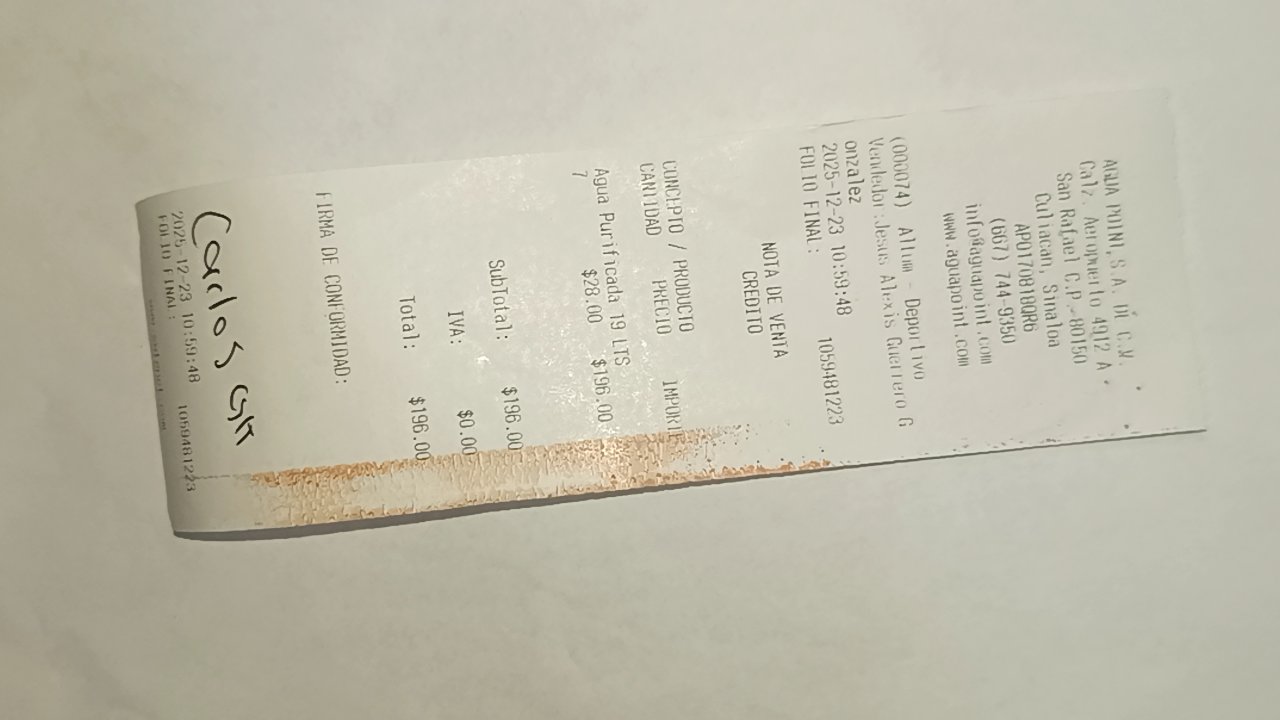 AGUA POINT,S.A. DE C.V.
Calz. Aeropuerto 4912 A
San Rafael C.P.-80150
Culiacan, Sinaloa
APO170818QR6
(667) 744-9350
info@aguapoint.com
www.aguapoint.com
(000074) Altum - Deportivo
Vendedor:Jesus Alexis Guerrero G
onzalez
2025-12-23 10:59:48 1059481223
FOLIO FINAL:
NOTA DE VENTA
CREDITO
CONCEPTO / PRODUCTO
CANTIDAD PRECIO IMPORT
Agua Purificada 19 LTS
7 $28.00 $196.00
SubTotal: $196.00
IVA: $0.00
Total: $196.00
FIRMA DE CONFORMIDAD:
Carlos
2025-12-23 10:59:48 1059481223
FOLIO FINAL: